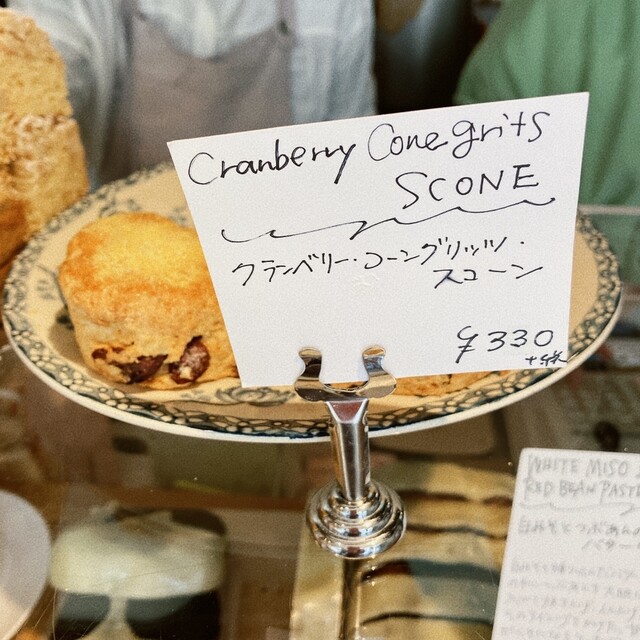 Cranberry Cone grits
SCONE
クランベリー・コーングリッツ・
スコーン
¥330
+税
WHITE MISO
RED BEAN PAST
白みそとつぶあん
バター